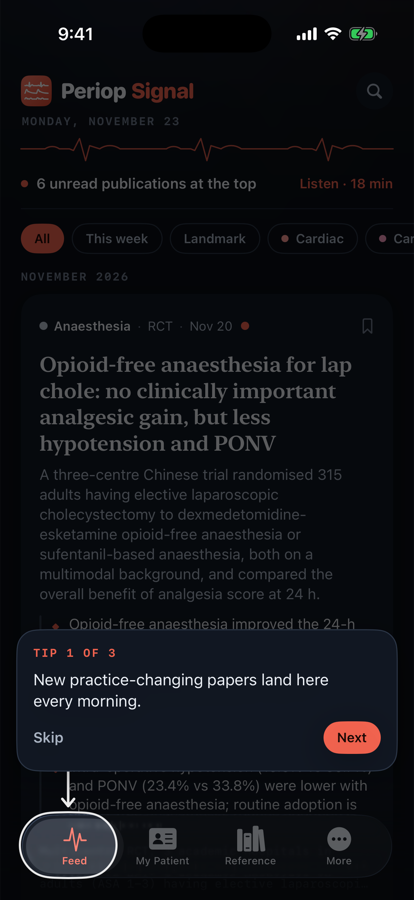 9:41
Periop Signal
MONDAY, NOVEMBER 23
6 unread publications at the top
Listen · 18 min
All
This week
Landmark
Cardiac
NOVEMBER 2026
Anaesthesia · RCT · Nov 20
Opioid-free anaesthesia for lap
chole: no clinically important
analgesic gain, but less
hypotension and PONV
A three-centre Chinese trial randomised 315
adults having elective laparoscopic
cholecystectomy to dexmedetomidine-
esketamine opioid-free anaesthesia or
sufentanil-based anaesthesia, both on a
multimodal background, and compared the
overall benefit of analgesia score at 24 h.
Opioid-free anaesthesia improved the 24-h
TIP 1 OF 3
New practice-changing papers land here
every morning.
Skip
Next
and PONV (23.4% vs 33.8%) were lower with
opioid-free anaesthesia; routine adoption is
Feed
My Patient
Reference
More